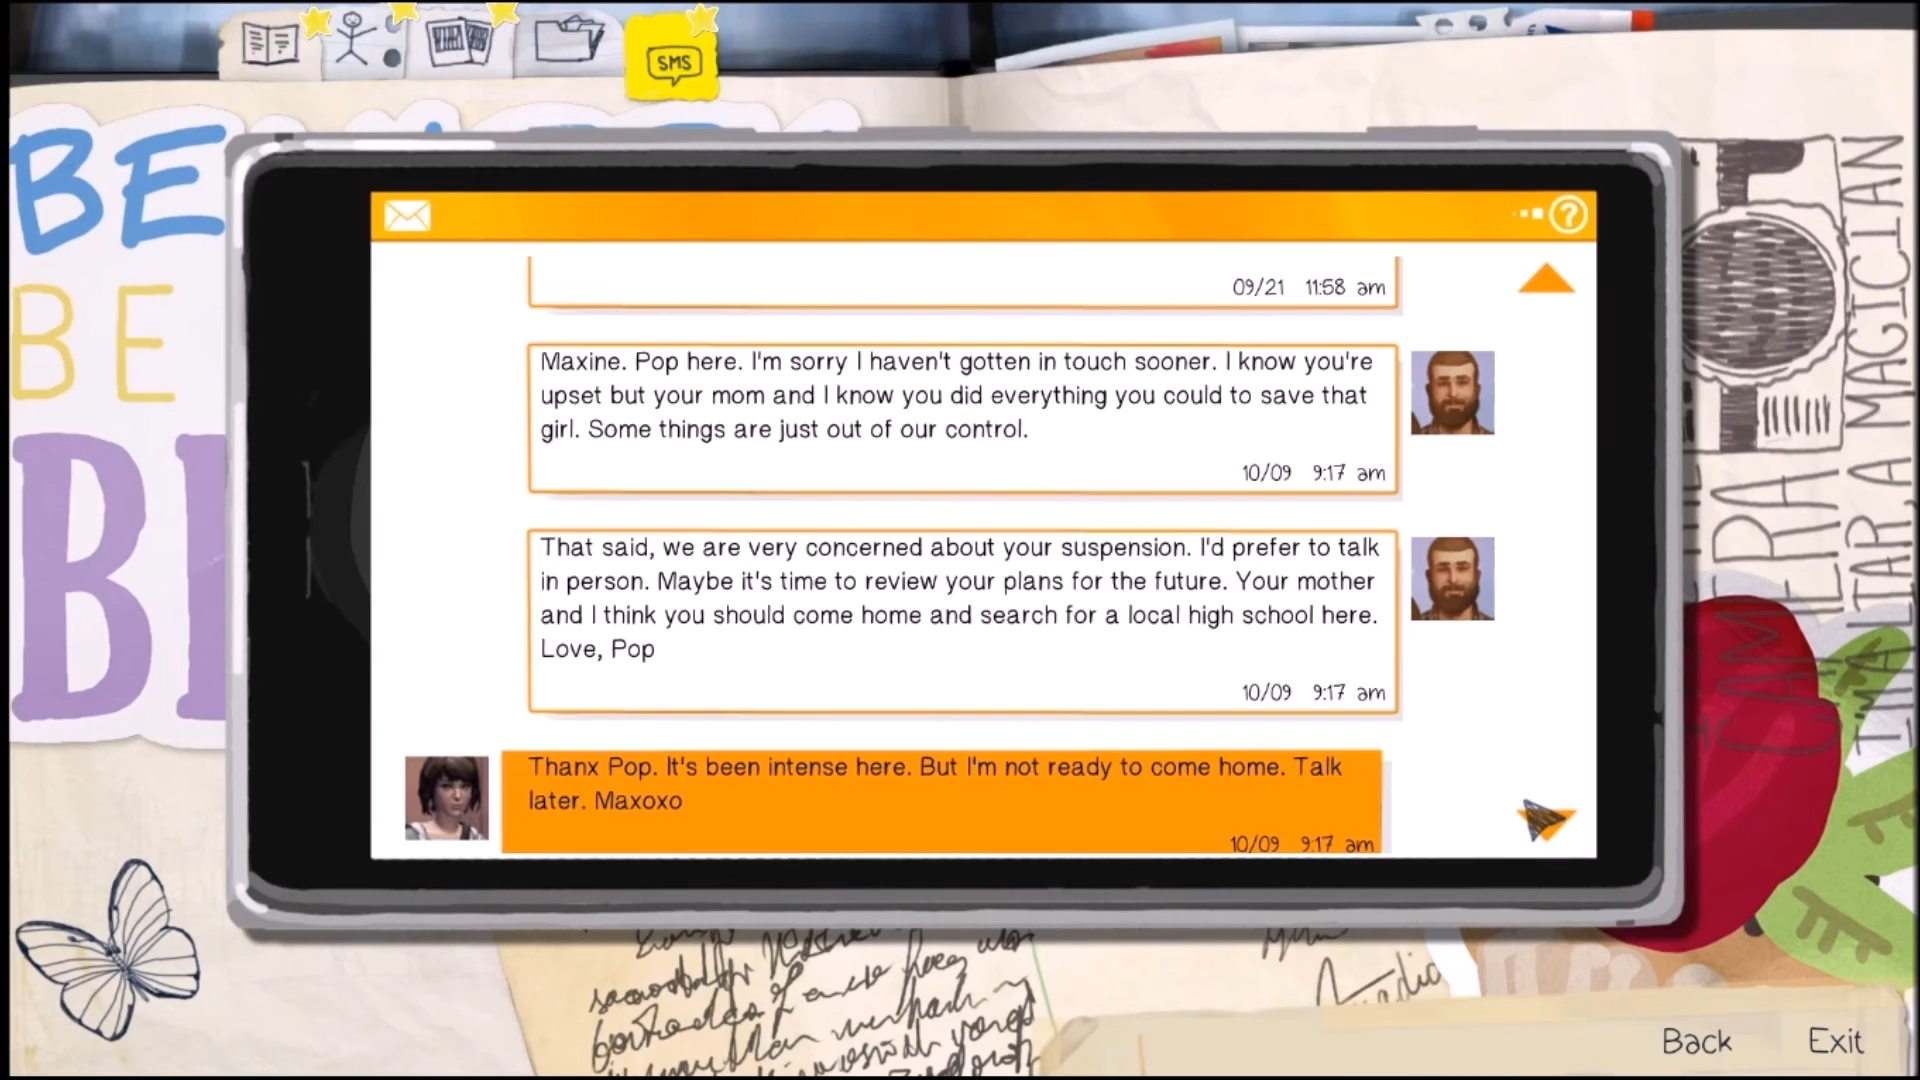 SMS
BE
BE
09/21 11:58 am
Maxine. Pop here. I'm sorry I haven't gotten in touch sooner. I know you're
upset but your mom and I know you did everything you could to save that
girl. Some things are just out of our control.
10/09 9:17 am
That said, we are very concerned about your suspension. I'd prefer to talk
in person. Maybe it's time to review your plans for the future. Your mother
and I think you should come home and search for a local high school here.
Love, Pop
10/09 9:17 am
Thanx Pop. It's been intense here. But I'm not ready to come home. Talk
later. Maxoxo
10/09 9:17 am
CAMERA
MAGICIAN
Back Exit